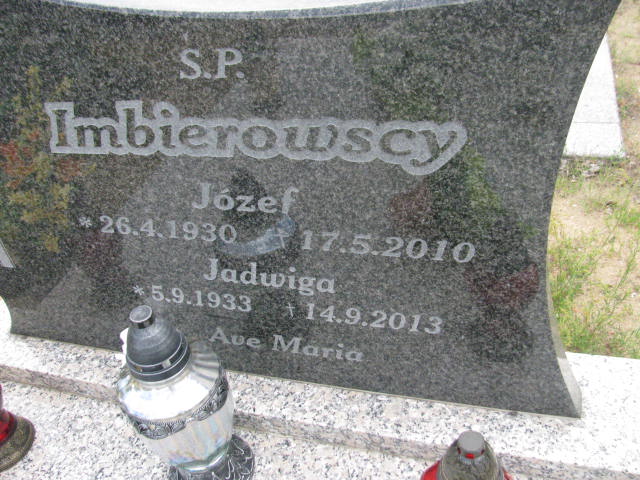 S.P.
Imbierowscy
Józef
* 26.4.1930 † 17.5.2010
Jadwiga
* 5.9.1933 † 14.9.2013
Ave Maria